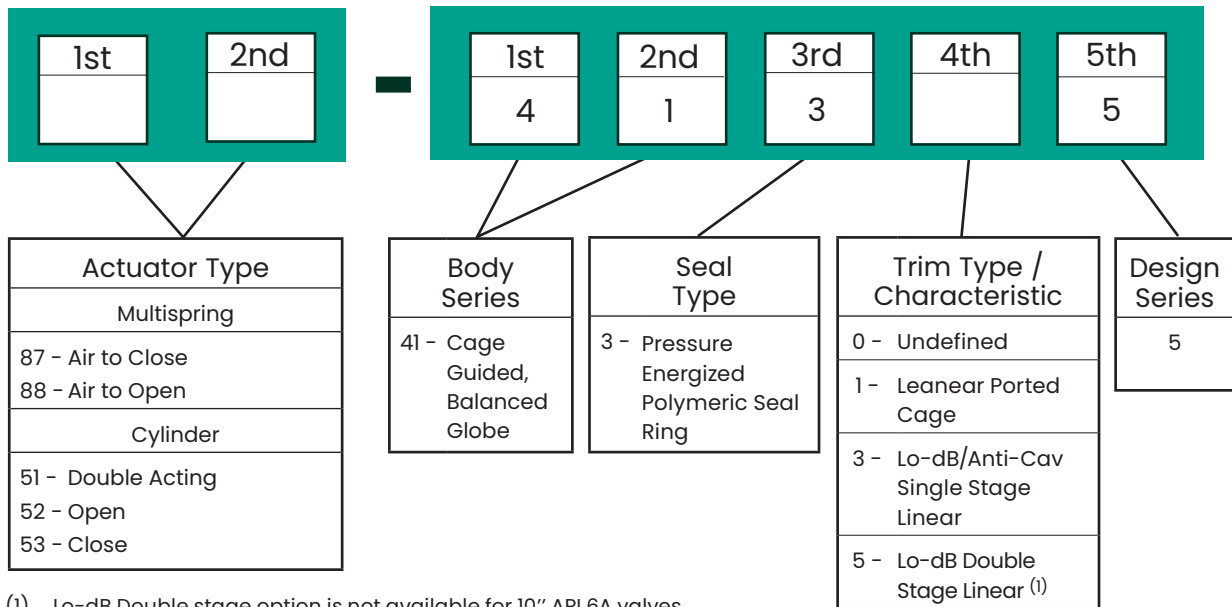 1st
2nd
-
1st
4
2nd
1
3rd
3
4th
5th
5
Actuator Type
Multispring
87 - Air to Close
88 - Air to Open
Cylinder
51 - Double Acting
52 - Open
53 - Close
Body
Series
41 - Cage
Guided,
Balanced
Globe
Seal
Type
3 - Pressure
Energized
Polymeric Seal
Ring
Trim Type /
Characteristic
0 - Undefined
1 - Leanear Ported
Cage
3 - Lo-dB/Anti-Cav
Single Stage
Linear
5 - Lo-dB Double
Stage Linear (1)
Design
Series
5
(1) Lo-dB Double stage option is not available for 10'' API 6A valves